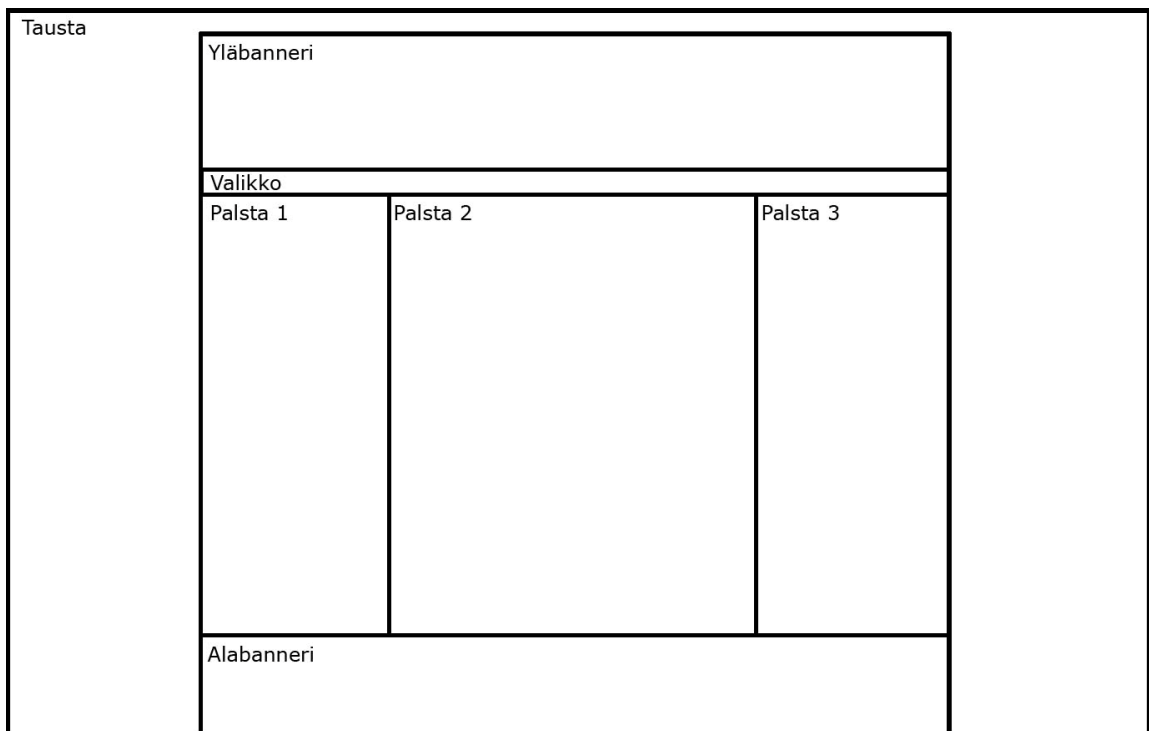 Tausta
Yläbanneri
Valikko
Palsta 1
Palsta 2
Palsta 3
Alabanneri